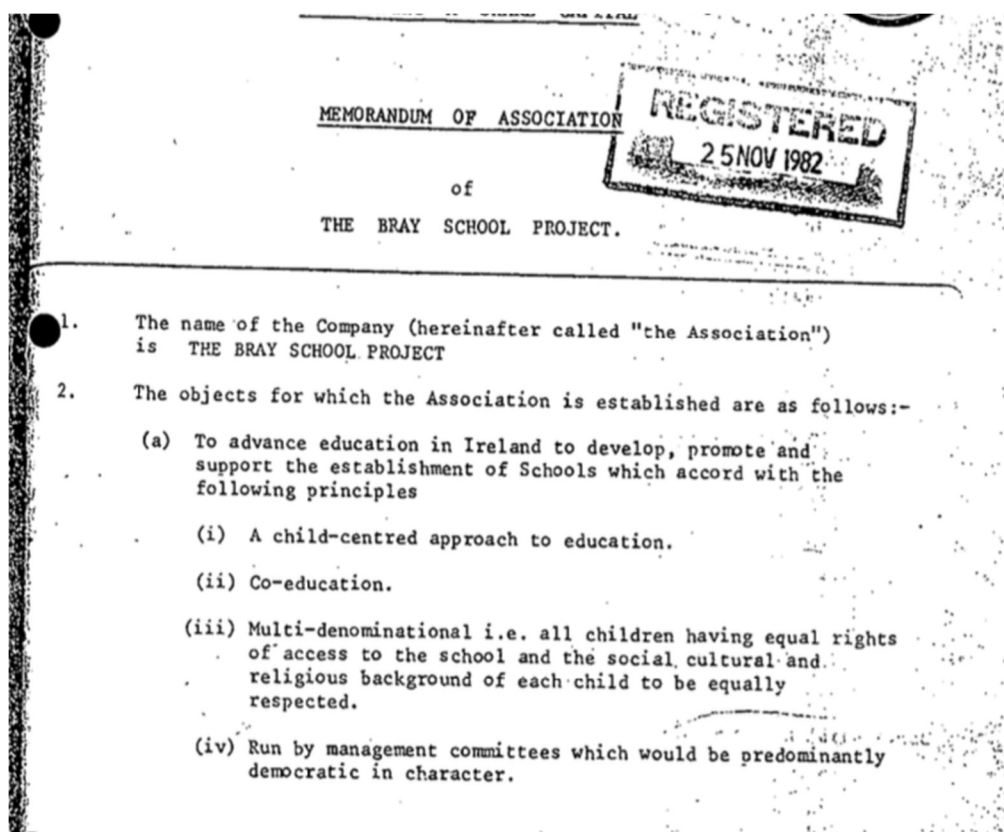 SHARE CAPITAL
MEMORANDUM OF ASSOCIATION
REGISTERED
25 NOV 1982
of
THE BRAY SCHOOL PROJECT.
1. The name of the Company (hereinafter called "the Association")
is THE BRAY SCHOOL PROJECT
2. The objects for which the Association is established are as follows:-
(a) To advance education in Ireland to develop, promote and
support the establishment of Schools which accord with the
following principles
(i) A child-centred approach to education.
(ii) Co-education.
(iii) Multi-denominational i.e. all children having equal rights
of access to the school and the social, cultural and
religious background of each child to be equally
respected.
(iv) Run by management committees which would be predominantly
democratic in character.